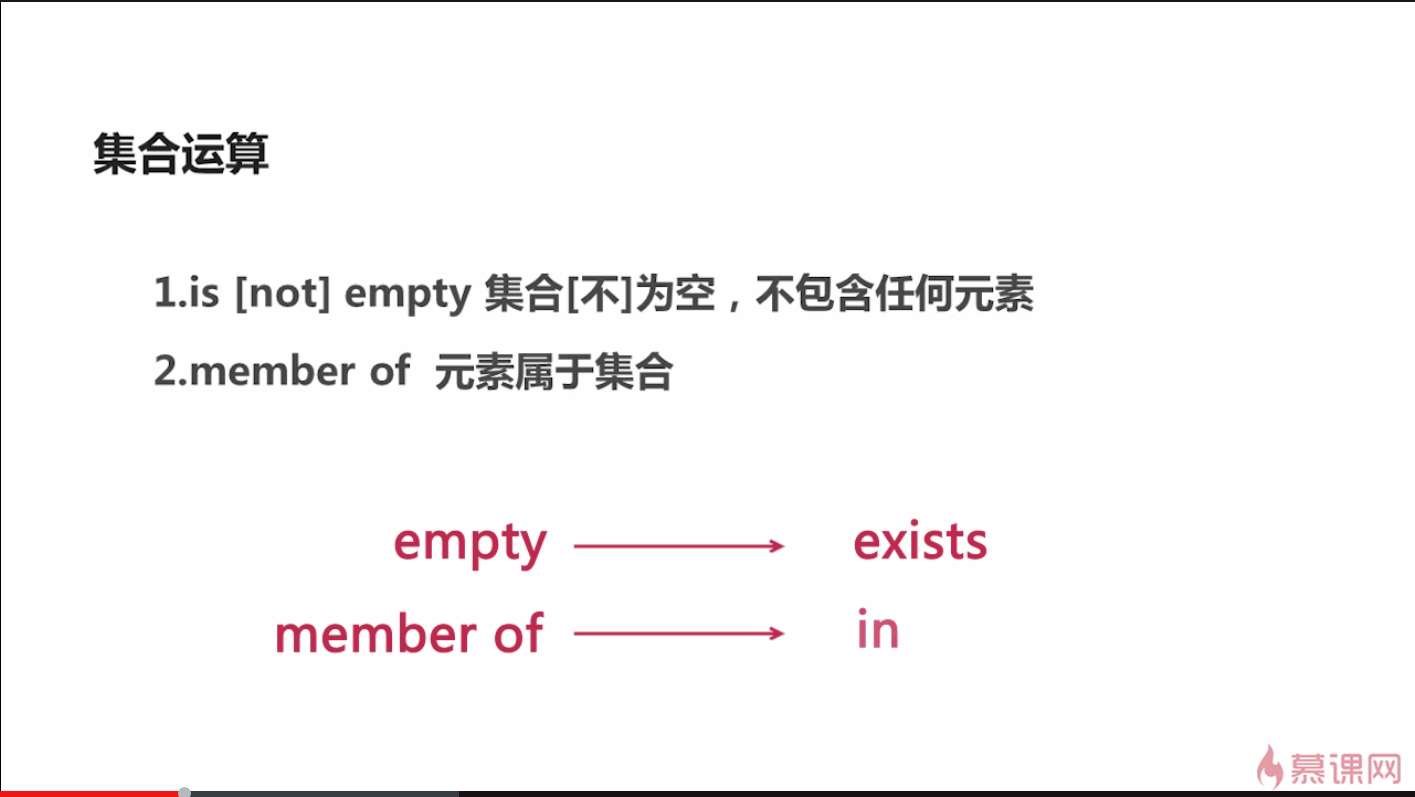 集合运算
1.is [not] empty 集合[不]为空，不包含任何元素
2.member of 元素属于集合
empty exists
member of in
慕课网